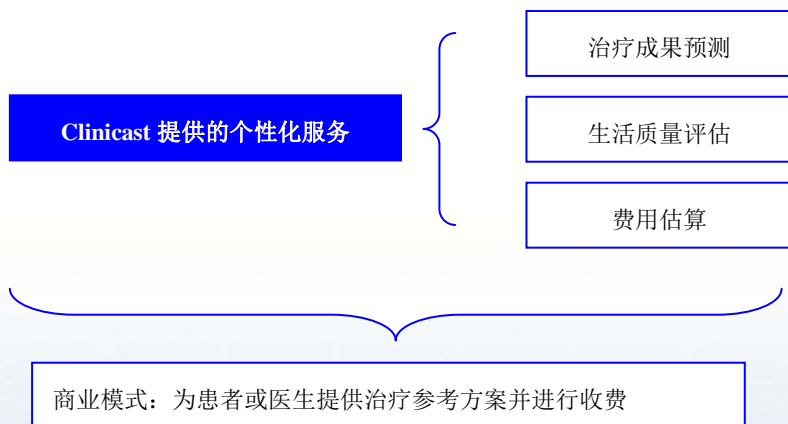 治疗成果预测
Clinicast 提供的个性化服务
生活质量评估
费用估算
商业模式：为患者或医生提供治疗参考方案并进行收费